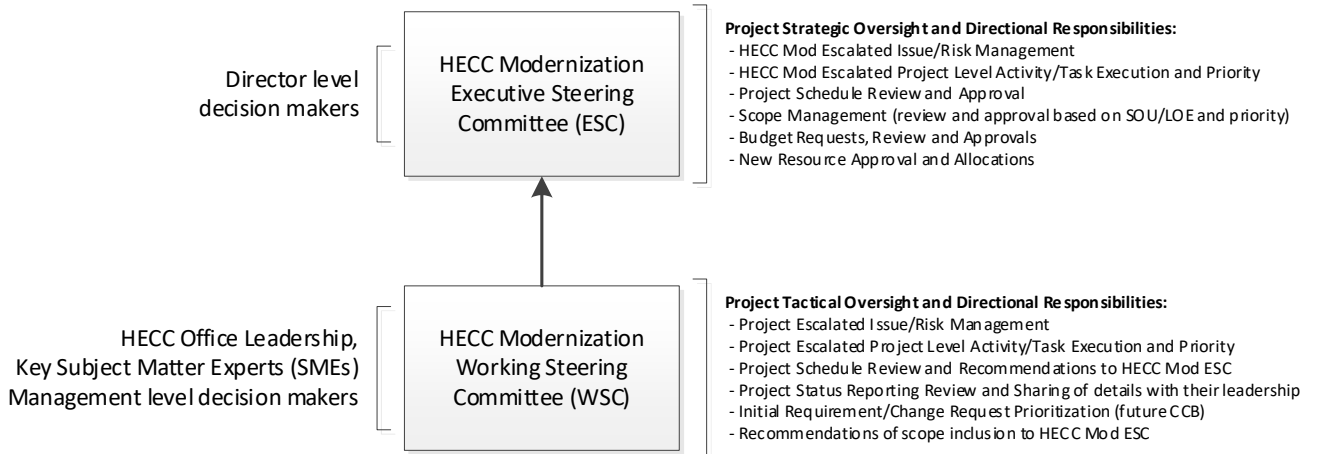 Director level
decision makers
HECC Modernization
Executive Steering
Committee (ESC)
Project Strategic Oversight and Directional Responsibilities:
- HECC Mod Escalated Issue/Risk Management
- HECC Mod Escalated Project Level Activity/Task Execution and Priority
- Project Schedule Review and Approval
- Scope Management (review and approval based on SOU/LOE and priority)
- Budget Requests, Review and Approvals
- New Resource Approval and Allocations
HECC Office Leadership,
Key Subject Matter Experts (SMEs)
Management level decision makers
HECC Modernization
Working Steering
Committee (WSC)
Project Tactical Oversight and Directional Responsibilities:
- Project Escalated Issue/Risk Management
- Project Escalated Project Level Activity/Task Execution and Priority
- Project Schedule Review and Recommendations to HECC Mod ESC
- Project Status Reporting Review and Sharing of details with their leadership
- Initial Requirement/Change Request Prioritization (future CCB)
- Recommendations of scope inclusion to HECC Mod ESC